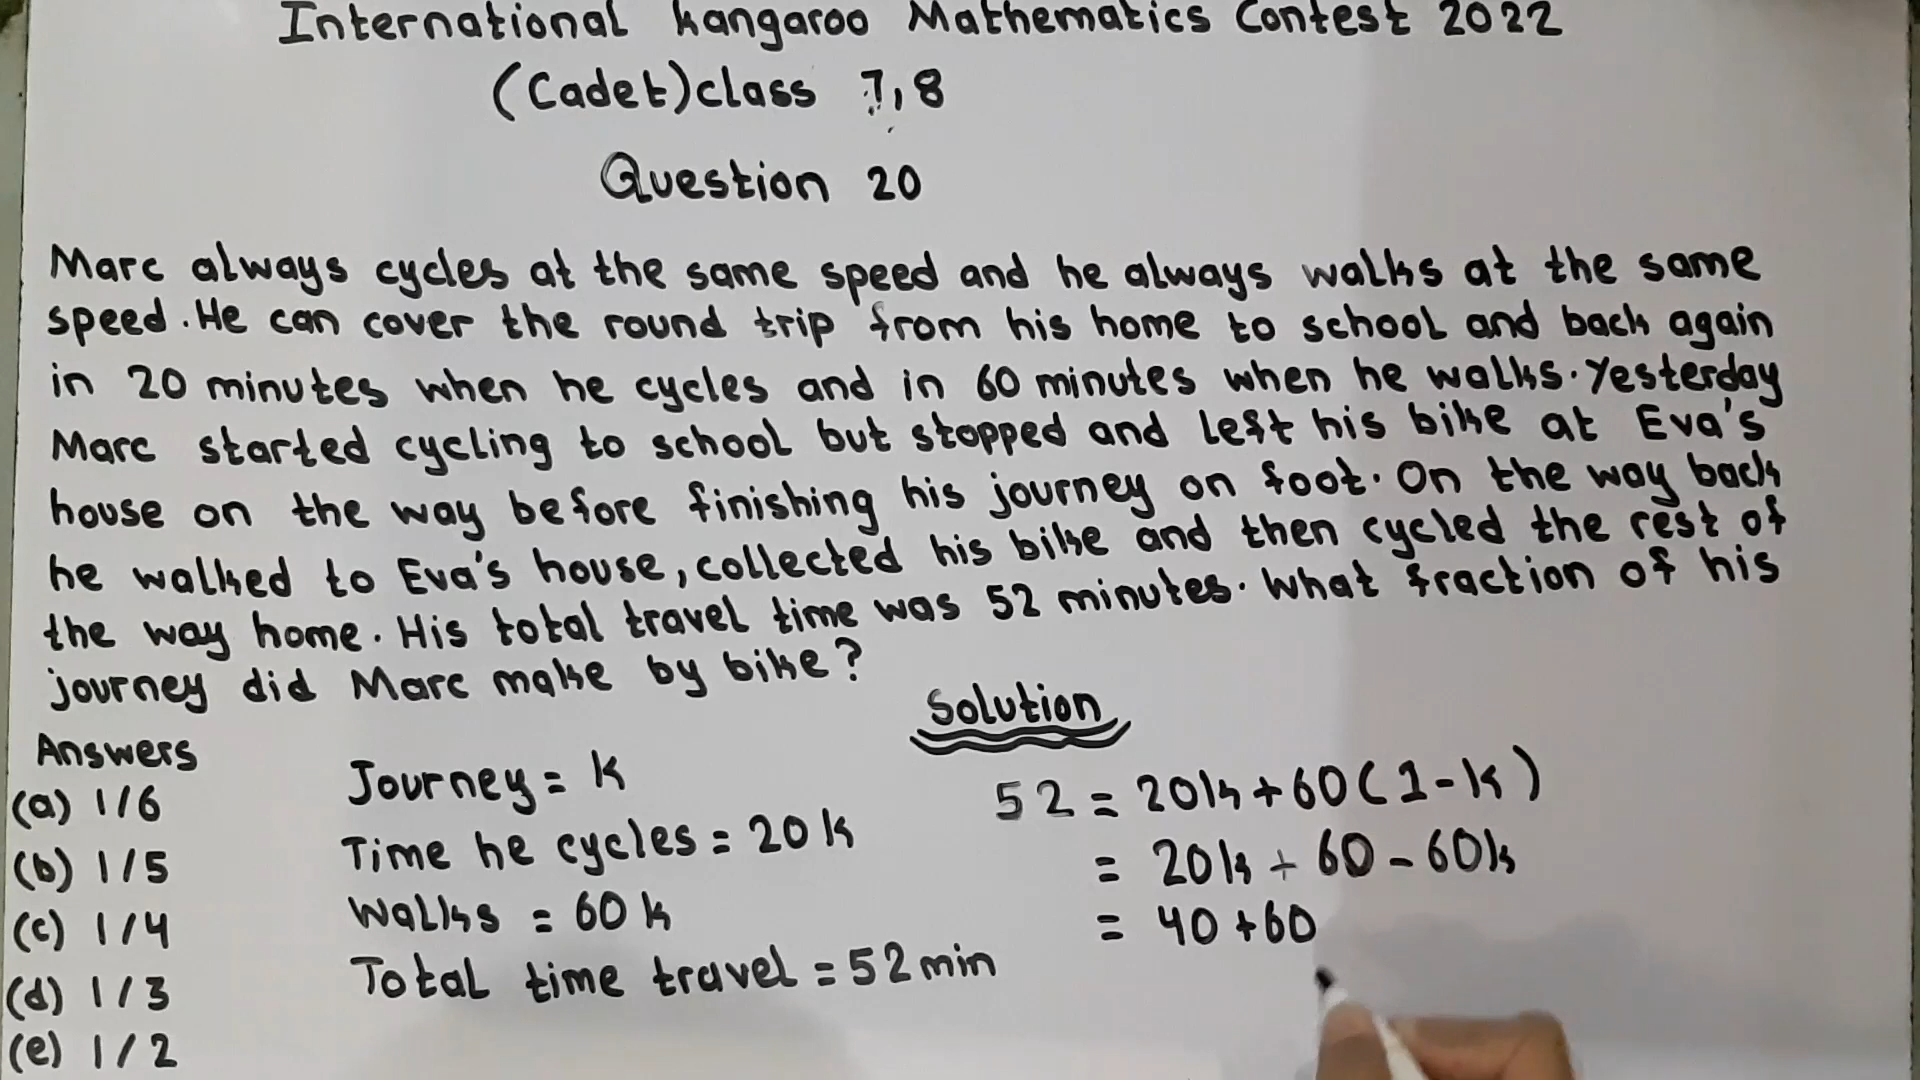 International Kangaroo Mathematics Contest 2022
(Cadet)class 7,8
Question 20
Marc always cycles at the same speed and he always walks at the same
speed. He can cover the round trip from his home to school and back again
in 20 minutes when he cycles and in 60 minutes when he walks. Yesterday
Marc started cycling to school but stopped and left his bike at Eva's
house on the way before finishing his journey on foot. On the way back
he walked to Eva's house, collected his bike and then cycled the rest of
the way home. His total travel time was 52 minutes. What fraction of his
journey did Marc make by bike?
Solution
Answers
(a) 1/6
(b) 1/5
(c) 1/4
(d) 1/3
(e) 1/2
Journey = k
Time he cycles = 20k
Walks = 60k
Total time travel = 52min
52 = 20k + 60(1-k)
= 20k + 60 - 60k
= 40 + 60